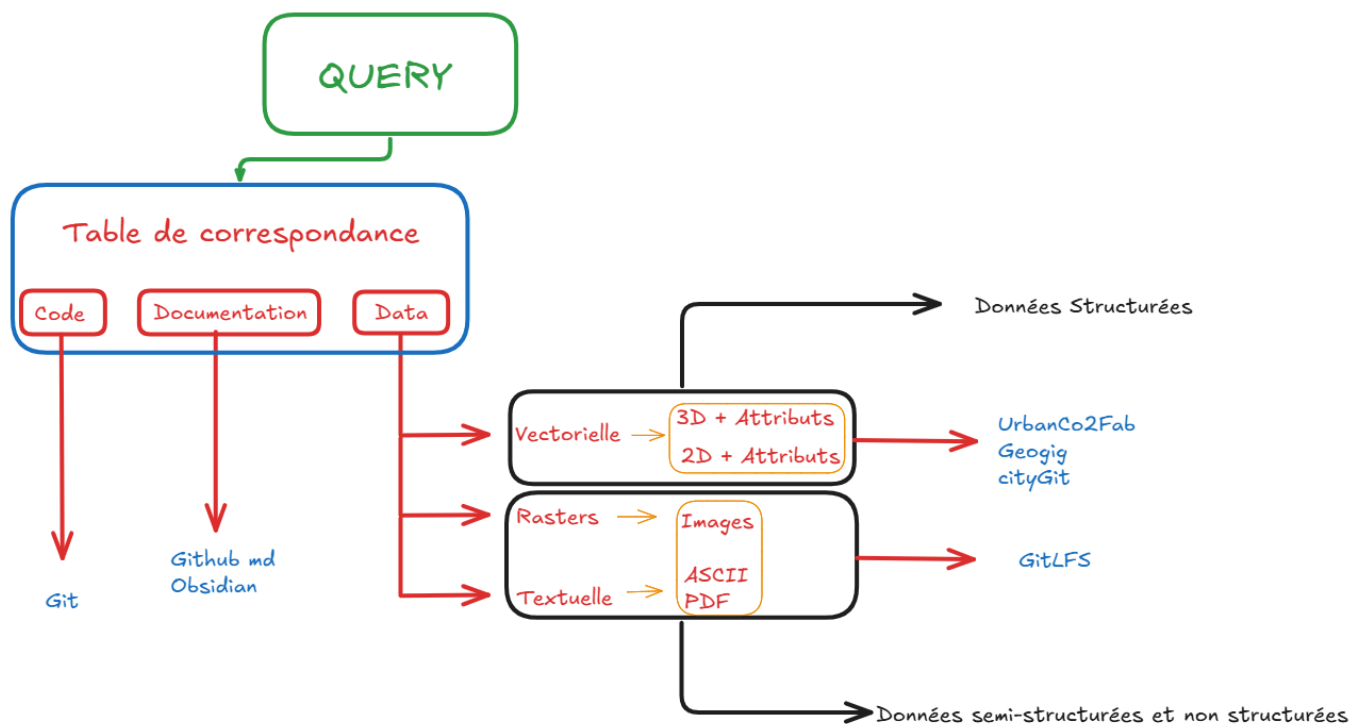 QUERY
Table de correspondance
Code
Documentation
Data
Données Structurées
Vectorielle
3D + Attributs
2D + Attributs
UrbanCo2Fab
Geogig
cityGit
Rasters
Images
Textuelle
ASCII
PDF
GitLFS
Github md
Obsidian
Git
Données semi-structurées et non structurées